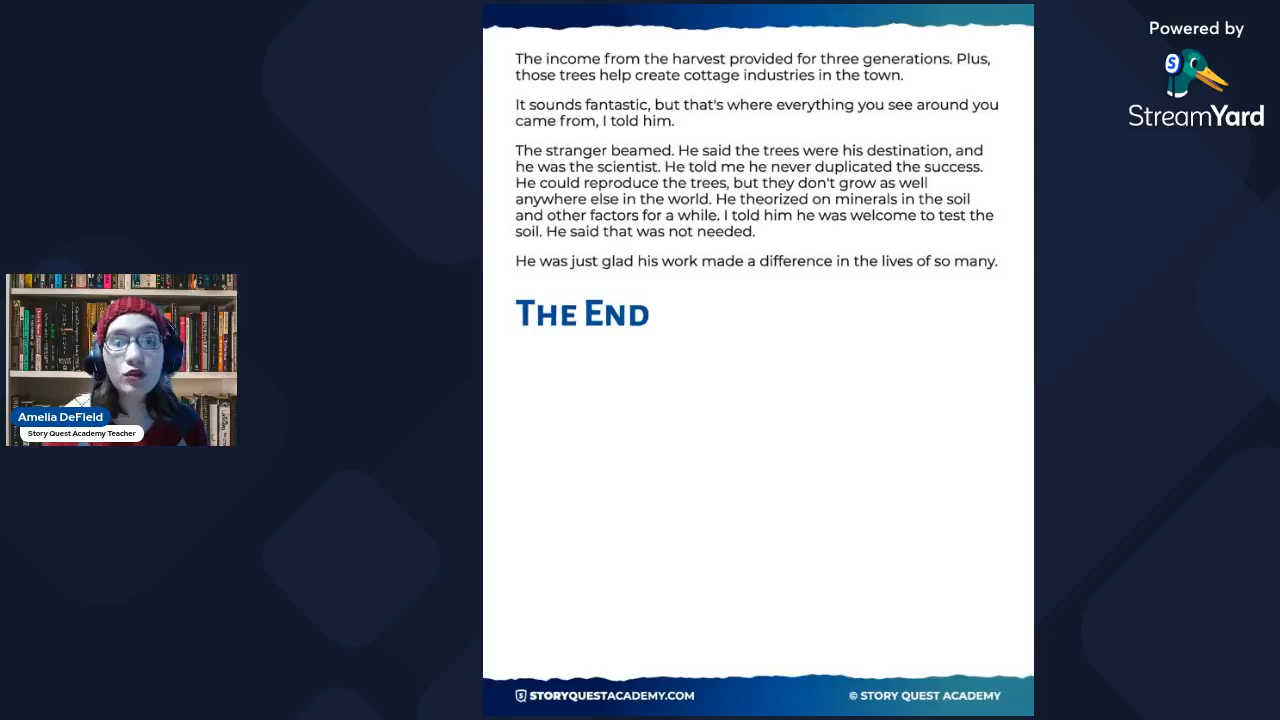 Powered by
StreamYard
The income from the harvest provided for three generations. Plus,
those trees help create cottage industries in the town.
It sounds fantastic, but that's where everything you see around you
came from, I told him.
The stranger beamed. He said the trees were his destination, and
he was the scientist. He told me he never duplicated the success.
He could reproduce the trees, but they don't grow as well
anywhere else in the world. He theorized on minerals in the soil
and other factors for a while. I told him he was welcome to test the
soil. He said that was not needed.
He was just glad his work made a difference in the lives of so many.
THE END
Amelia DeField
Story Quest Academy Teacher
STORYQUESTACADEMY.COM
© STORY QUEST ACADEMY